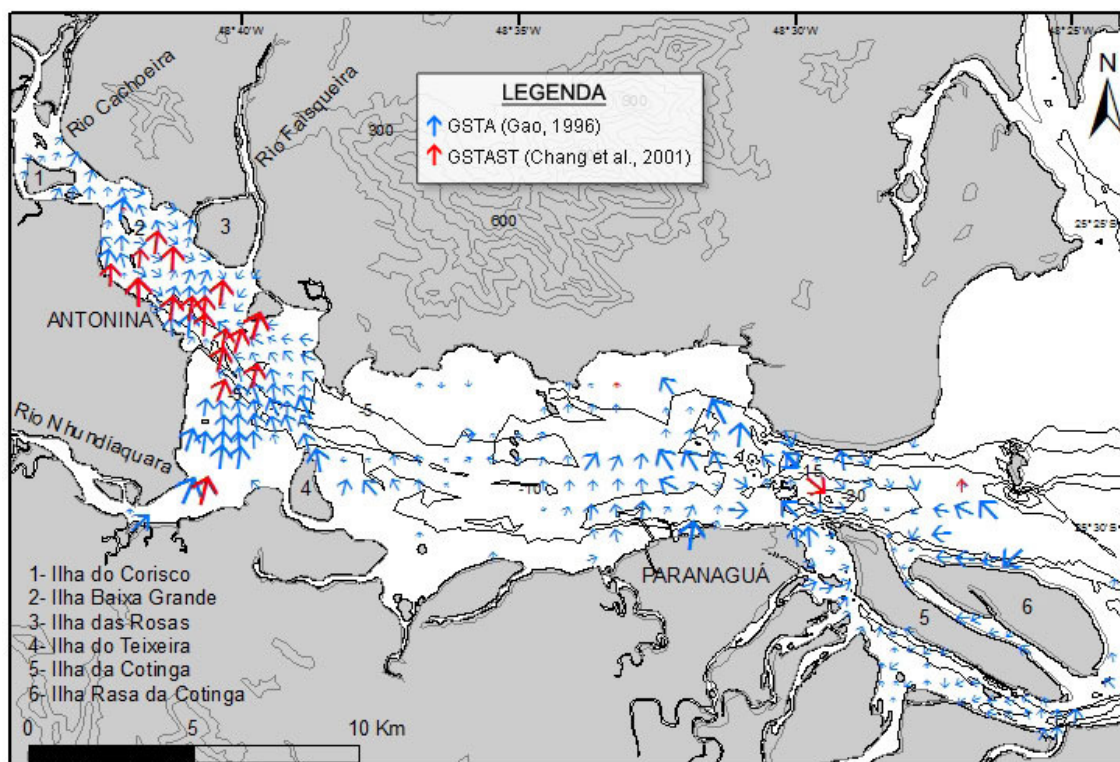 48°40'W
48°35'W
48°30'W
48°25'W
N
Rio Cachoeira
Rio Faisqueira
LEGENDA
GSTA (Gao, 1996)
GSTAST (Chang et al., 2001)
900
300
600
1
2
3
25°25'S
ANTONINA
-5
Rio Nhundiaquara
4
-10
-15
-20
25°30'S
PARANAGUÁ
5
6
1- Ilha do Corisco
2- Ilha Baixa Grande
3- Ilha das Rosas
4- Ilha do Teixeira
5- Ilha da Cotinga
6- Ilha Rasa da Cotinga
0
5
10 Km